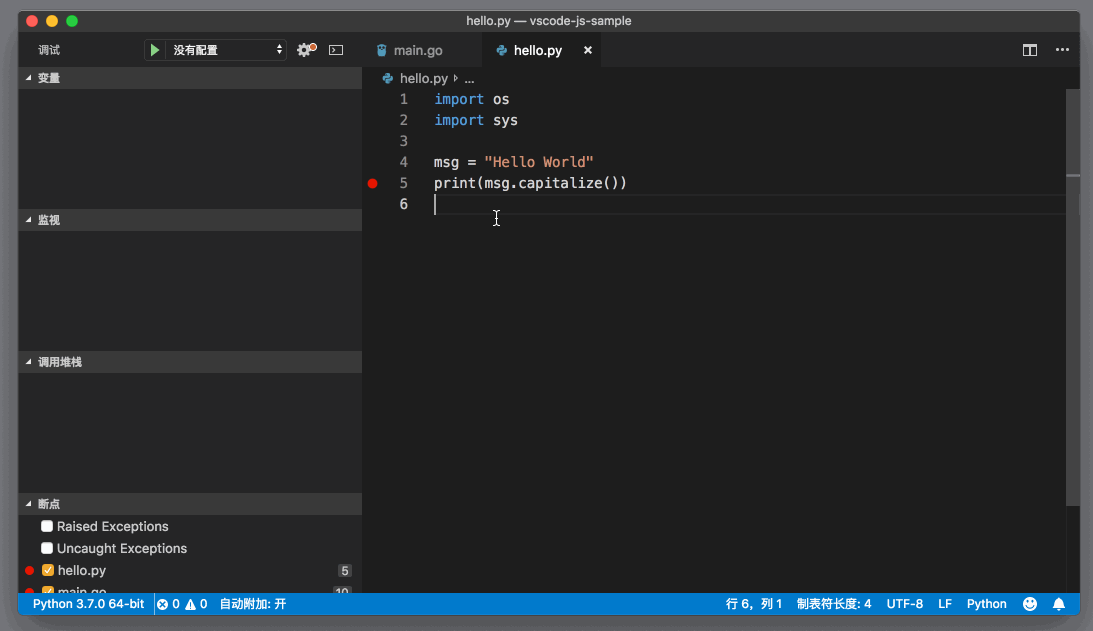 hello.py — vscode-js-sample
调试
没有配置
main.go
hello.py
变量
hello.py ...
1 import os
2 import sys
3
4 msg = "Hello World"
5 print(msg.capitalize())
6
监视
调用堆栈
断点
Raised Exceptions
Uncaught Exceptions
hello.py 5
main.go 10
Python 3.7.0 64-bit 0 0 自动附加: 开 行 6，列 1 制表符长度: 4 UTF-8 LF Python